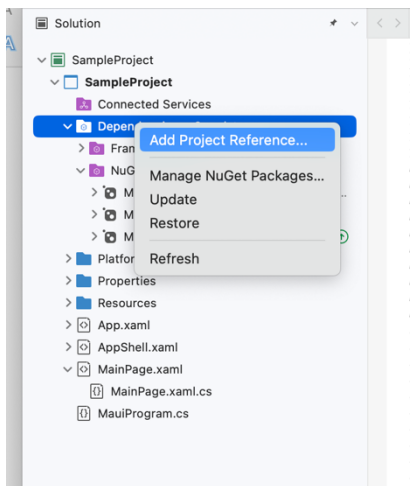 Solution
SampleProject
SampleProject
Connected Services
Add Project Reference...
Manage NuGet Packages...
Update
Restore
Refresh
Properties
Resources
App.xaml
AppShell.xaml
MainPage.xaml
MainPage.xaml.cs
MauiProgram.cs